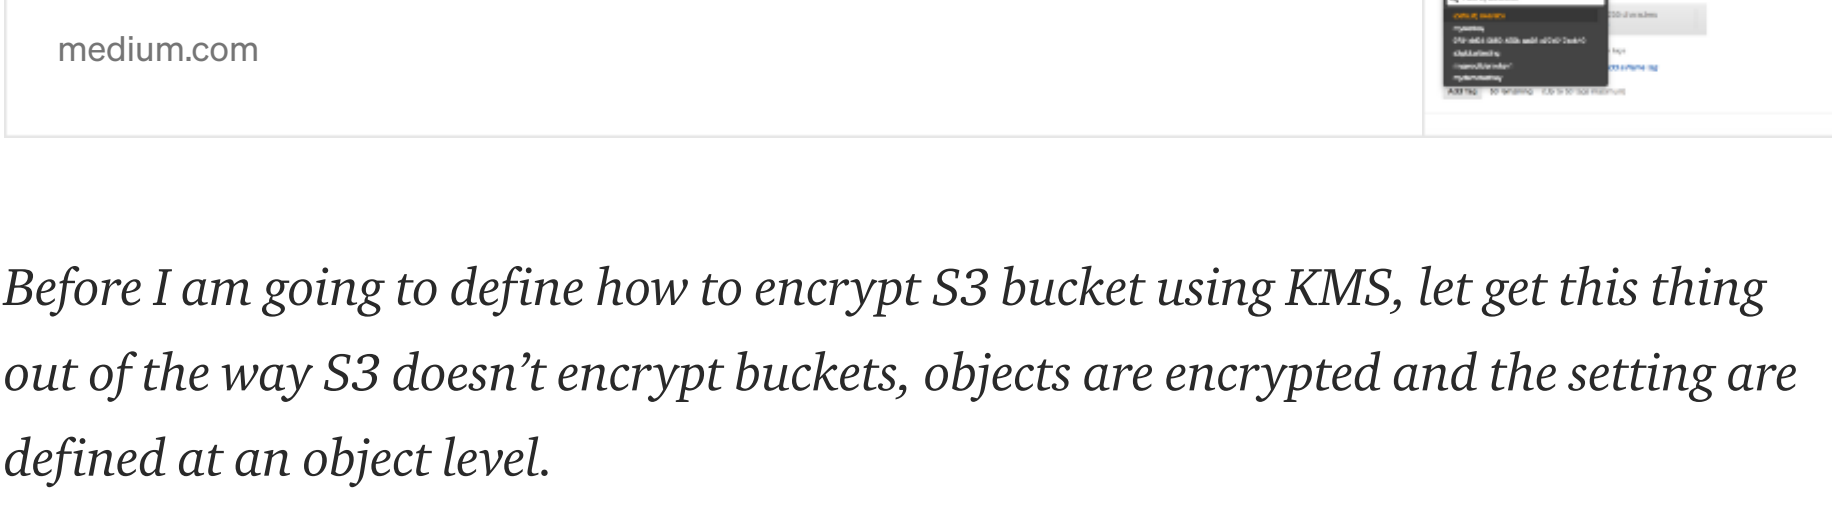 medium.com
Add tag
Before I am going to define how to encrypt S3 bucket using KMS, let get this thing
out of the way S3 doesn’t encrypt buckets, objects are encrypted and the setting are
defined at an object level.